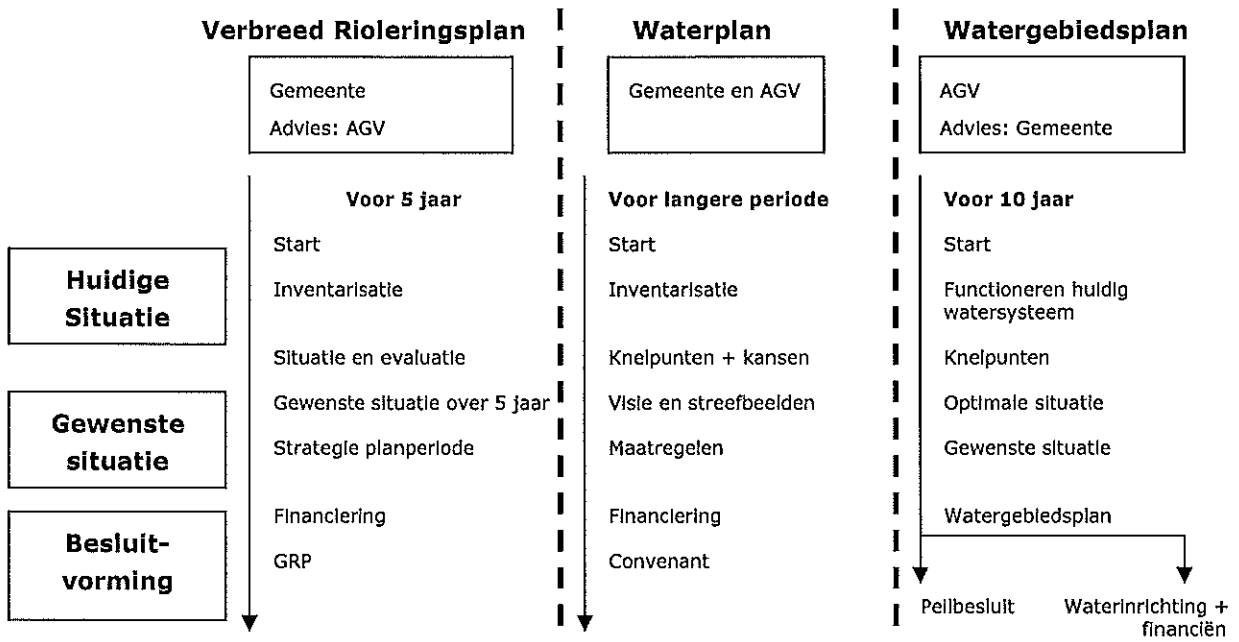 Verbreed Rioleringsplan
Gemeente
Advies: AGV
Voor 5 jaar
Start
Inventarisatie
Situatie en evaluatie
Gewenste situatie over 5 jaar
Strategie planperiode
Financiering
GRP
Waterplan
Gemeente en AGV
Voor langere periode
Start
Inventarisatie
Knelpunten + kansen
Visie en streefbeelden
Maatregelen
Financiering
Convenant
Watergebiedsplan
AGV
Advies: Gemeente
Voor 10 jaar
Start
Functioneren huidig
watersysteem
Knelpunten
Optimale situatie
Gewenste situatie
Watergebiedsplan
Peilbesluit
Waterinrichting +
financiën
Huidige
Situatie
Gewenste
situatie
Besluit-
vorming